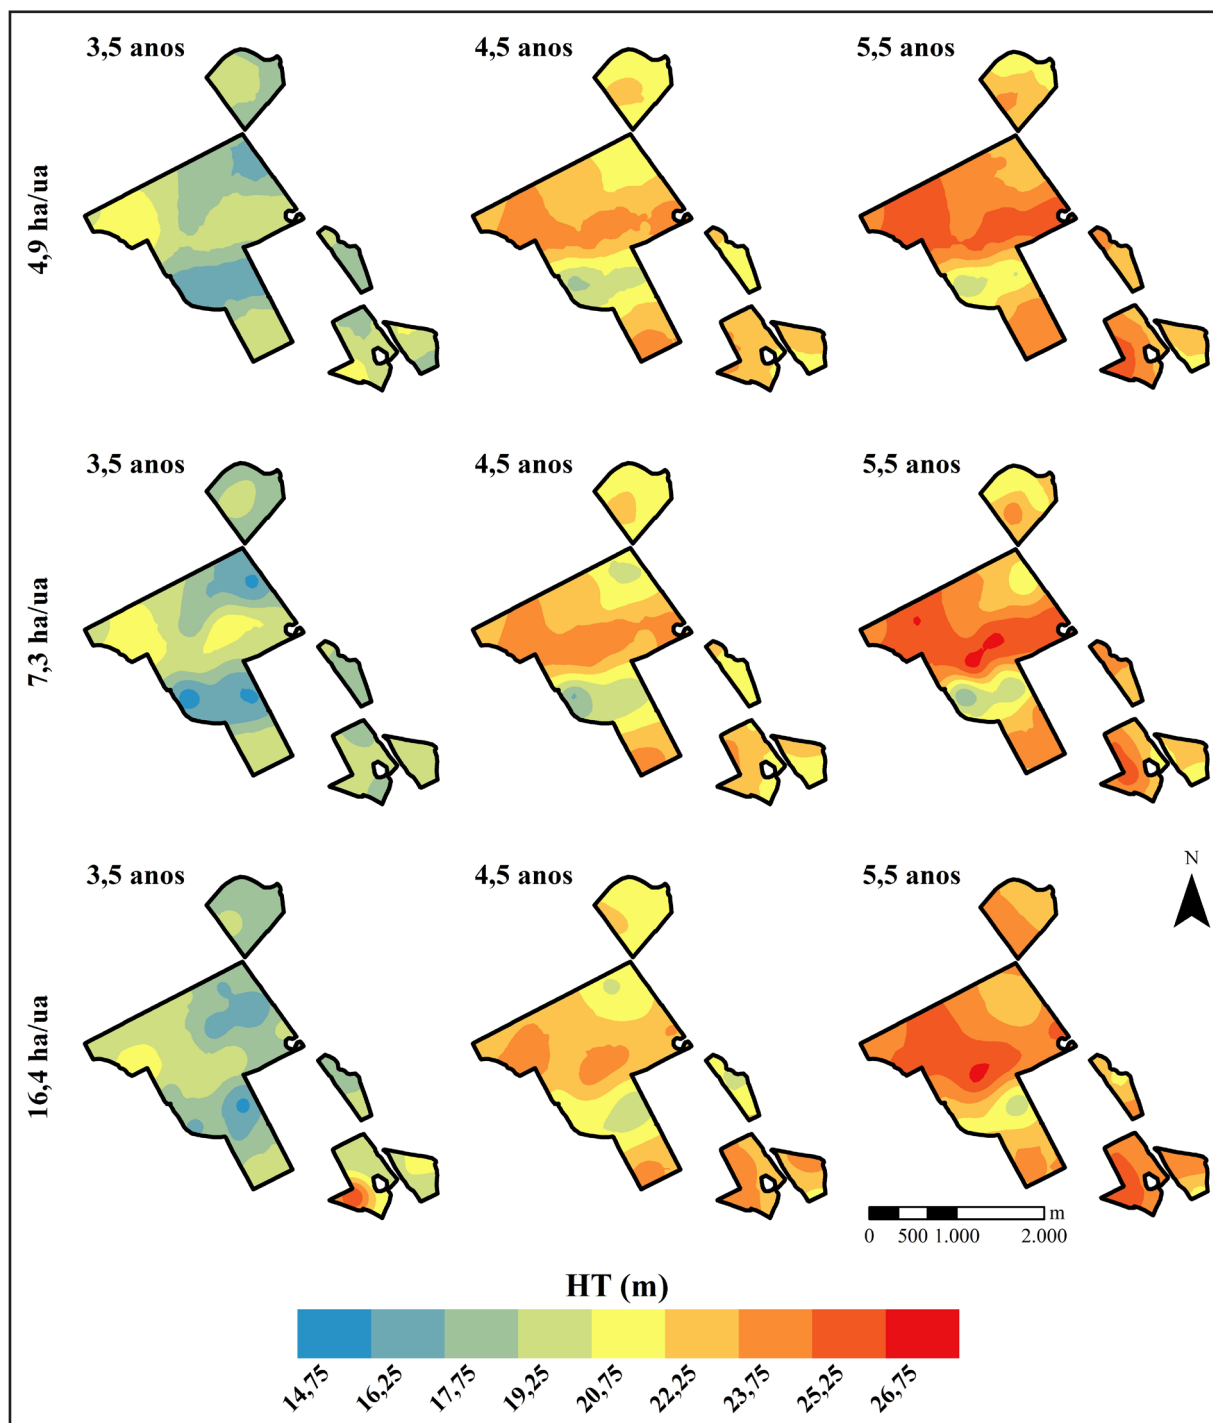 3,5 anos 4,5 anos 5,5 anos
4,9 ha/ua
3,5 anos 4,5 anos 5,5 anos
7,3 ha/ua
3,5 anos 4,5 anos 5,5 anos
N
16,4 ha/ua
m
0 500 1.000 2.000
HT (m)
14,75 16,25 17,75 19,25 20,75 22,25 23,75 25,25 26,75